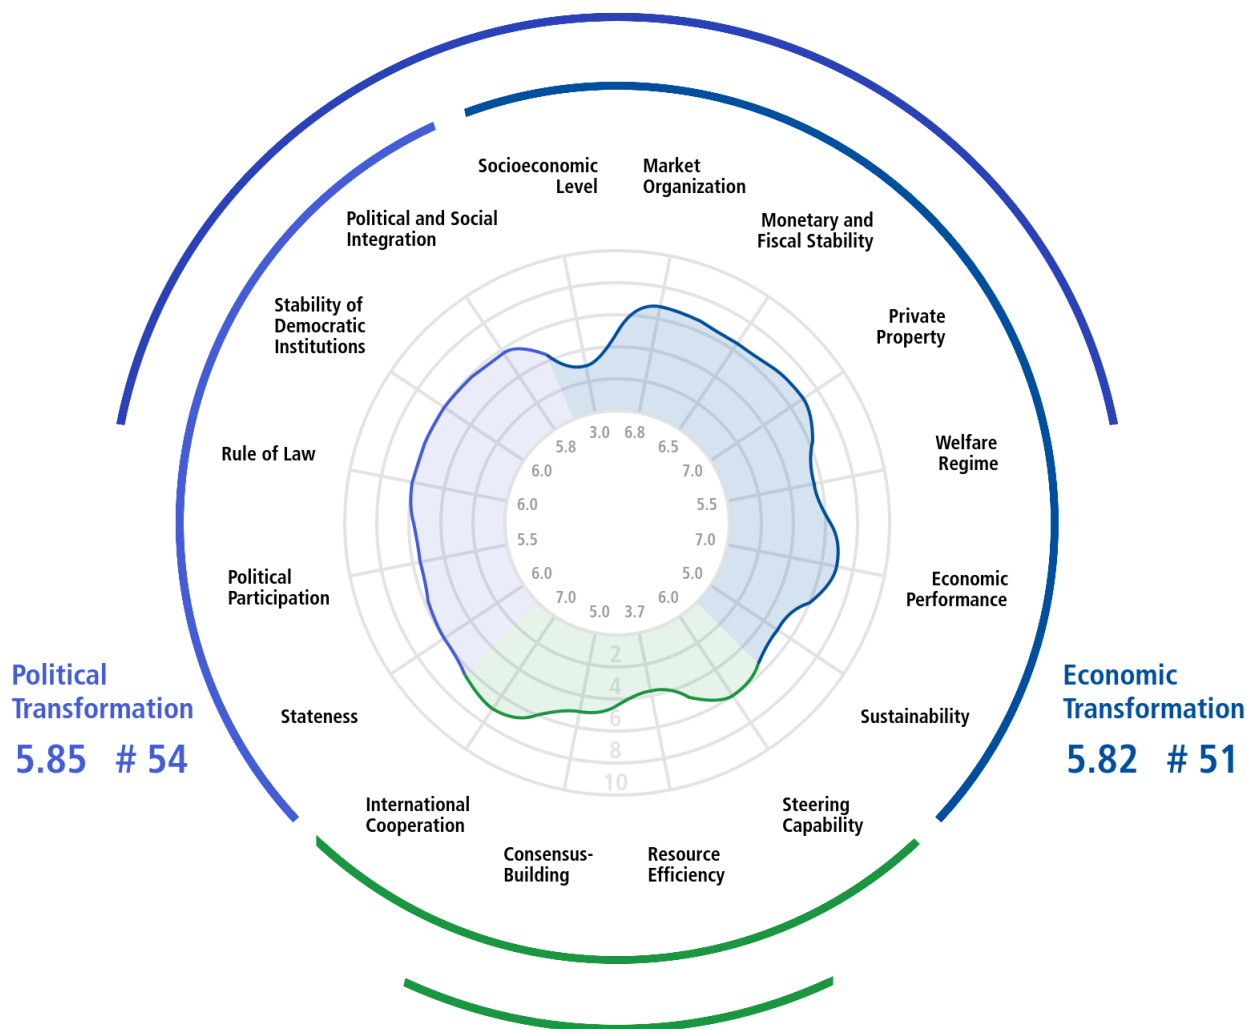 Socioeconomic
Level
Market
Organization
Political and Social
Integration
Monetary and
Fiscal Stability
Stability of
Democratic
Institutions
Private
Property
Rule of Law
Welfare
Regime
Political
Participation
Economic
Performance
Stateness
Sustainability
International
Cooperation
Steering
Capability
Consensus-
Building
Resource
Efficiency
3.0
6.8
5.8
6.5
6.0
7.0
6.0
5.5
5.5
7.0
6.0
5.0
7.0
6.0
5.0
3.7
2
4
6
8
10
Political
Transformation
5.85 # 54
Economic
Transformation
5.82 # 51